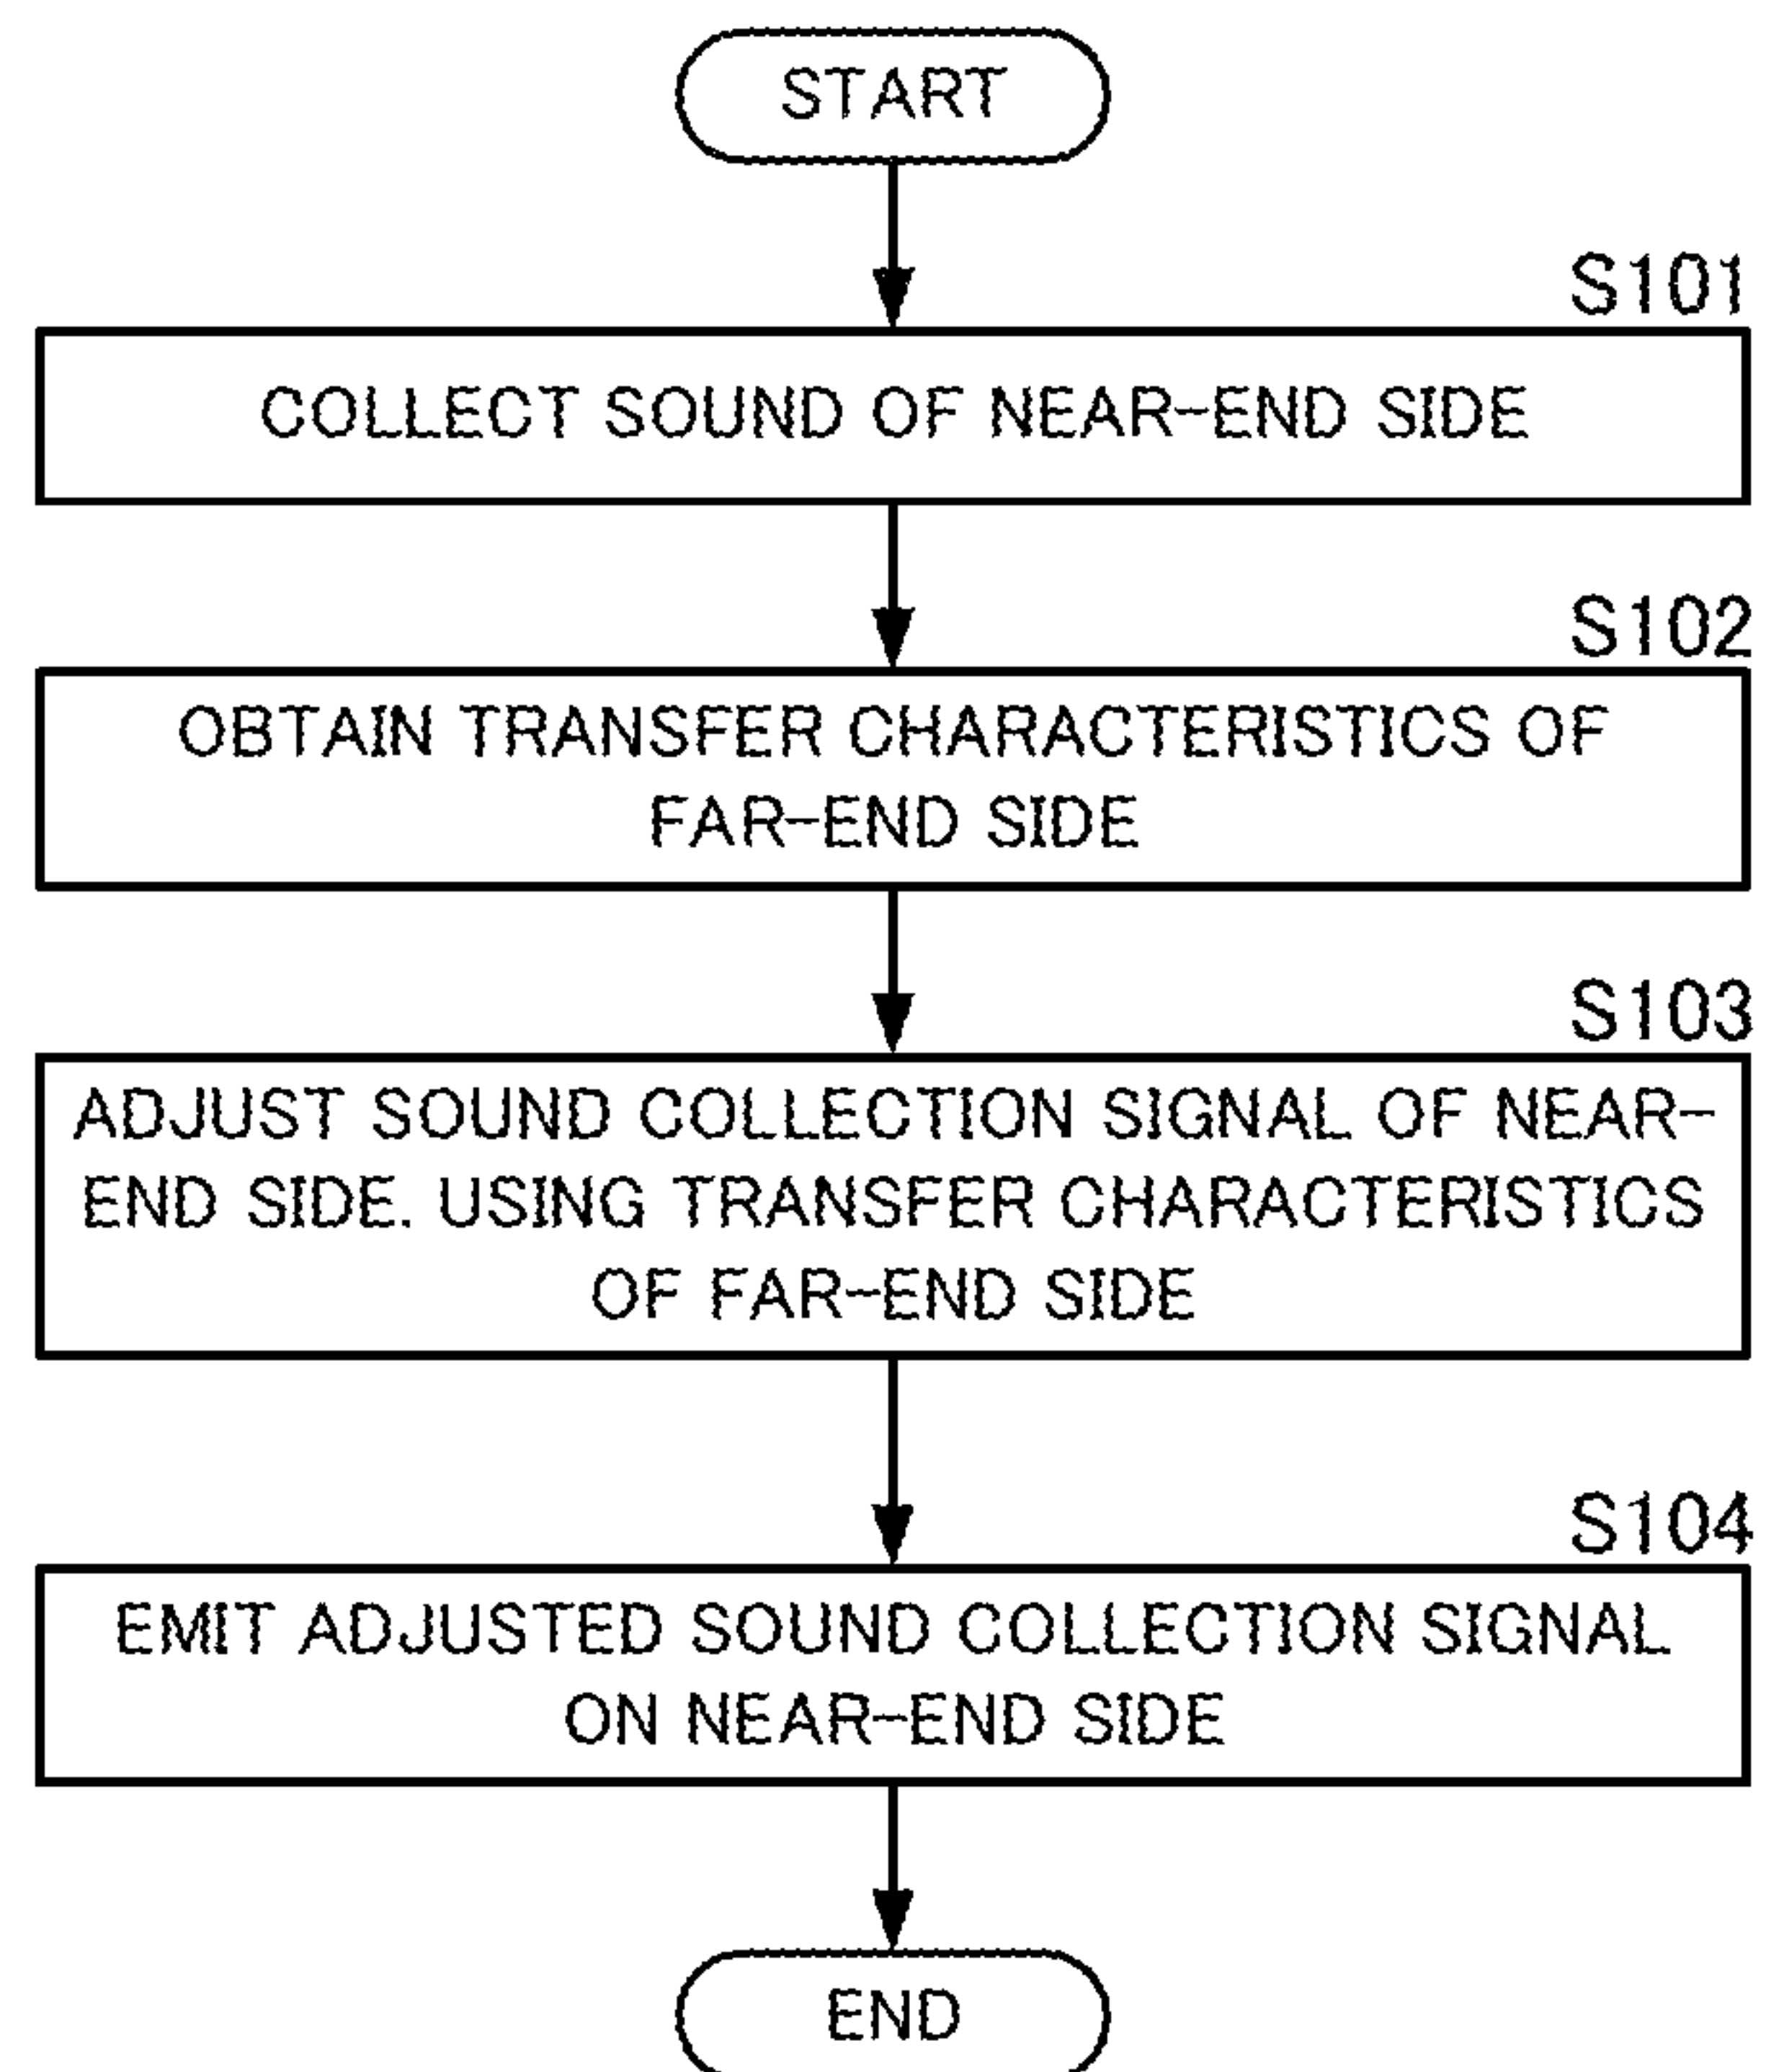 START
S101
COLLECT SOUND OF NEAR-END SIDE
S102
OBTAIN TRANSFER CHARACTERISTICS OF
FAR-END SIDE
S103
ADJUST SOUND COLLECTION SIGNAL OF NEAR-
END SIDE. USING TRANSFER CHARACTERISTICS
OF FAR-END SIDE
S104
EMIT ADJUSTED SOUND COLLECTION SIGNAL
ON NEAR-END SIDE
END